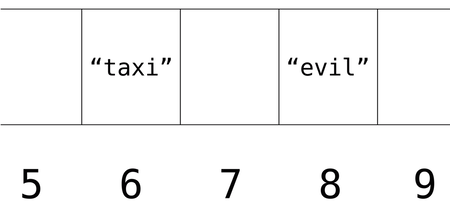 “taxi” “evil”
5 6 7 8 9